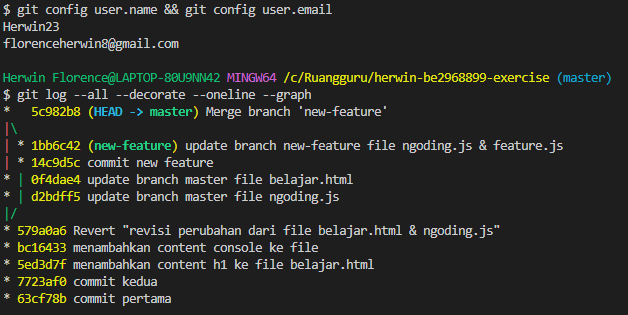 $ git config user.name && git config user.email
Herwin23
florenceherwin8@gmail.com
Herwin Florence@LAPTOP-80U9NN42 MINGW64 /c/Ruangguru/herwin-be2968899-exercise (master)
$ git log --all --decorate --oneline --graph
*   5c982b8 (HEAD -> master) Merge branch 'new-feature'
|\
| * 1bb6c42 (new-feature) update branch new-feature file ngoding.js & feature.js
| * 14c9d5c commit new feature
* | 0f4dae4 update branch master file belajar.html
* | d2bdff5 update branch master file ngoding.js
|/
* 579a0a6 Revert "revisi perubahan dari file belajar.html & ngoding.js"
* bc16433 menambahkan content console ke file
* 5ed3d7f menambahkan content h1 ke file belajar.html
* 7723af0 commit kedua
* 63cf78b commit pertama